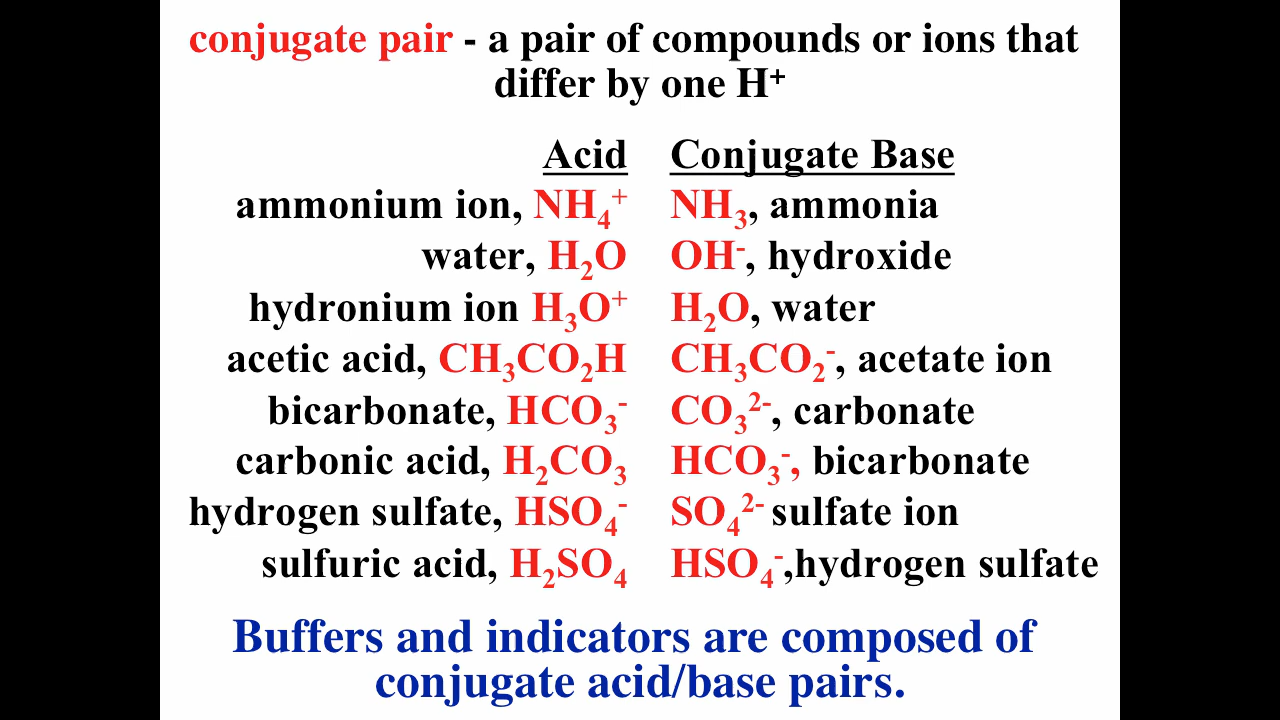 conjugate pair - a pair of compounds or ions that
differ by one H⁺
Acid Conjugate Base
ammonium ion, NH₄⁺ NH₃, ammonia
water, H₂O OH⁻, hydroxide
hydronium ion H₃O⁺ H₂O, water
acetic acid, CH₃CO₂H CH₃CO₂⁻, acetate ion
bicarbonate, HCO₃⁻ CO₃²⁻, carbonate
carbonic acid, H₂CO₃ HCO₃⁻, bicarbonate
hydrogen sulfate, HSO₄⁻ SO₄²⁻ sulfate ion
sulfuric acid, H₂SO₄ HSO₄⁻,hydrogen sulfate
Buffers and indicators are composed of
conjugate acid/base pairs.